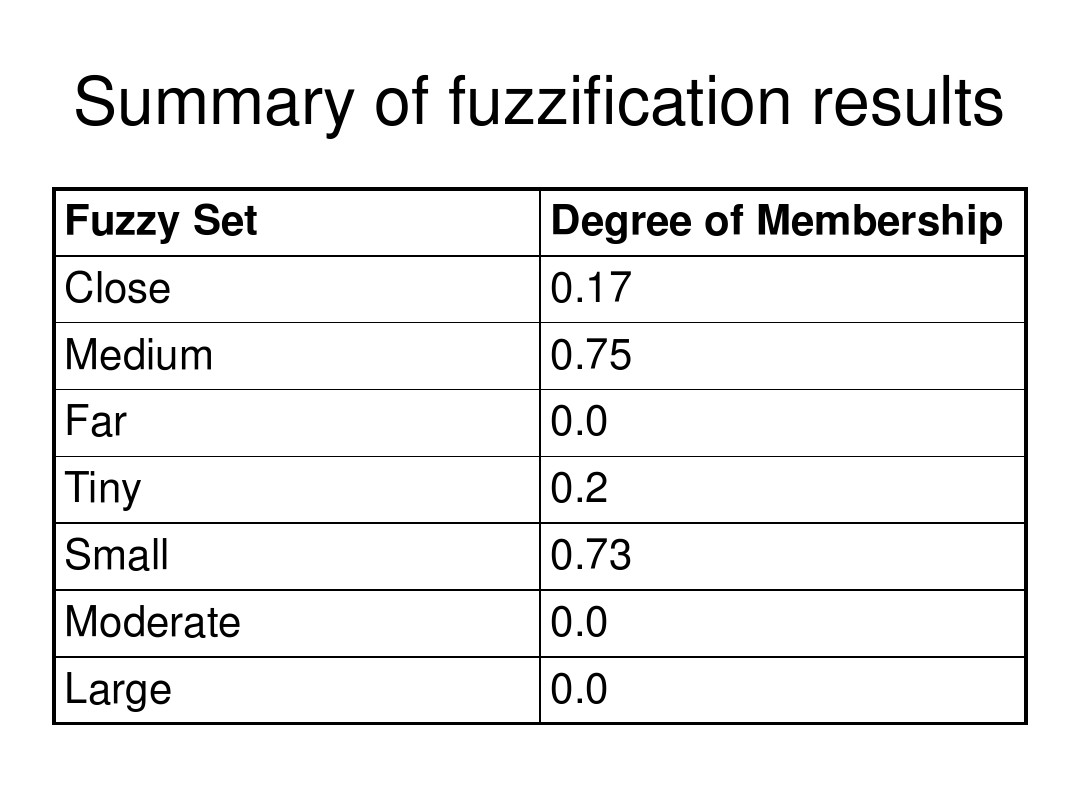 Summary of fuzzification results
Fuzzy Set Degree of Membership
Close 0.17
Medium 0.75
Far 0.0
Tiny 0.2
Small 0.73
Moderate 0.0
Large 0.0